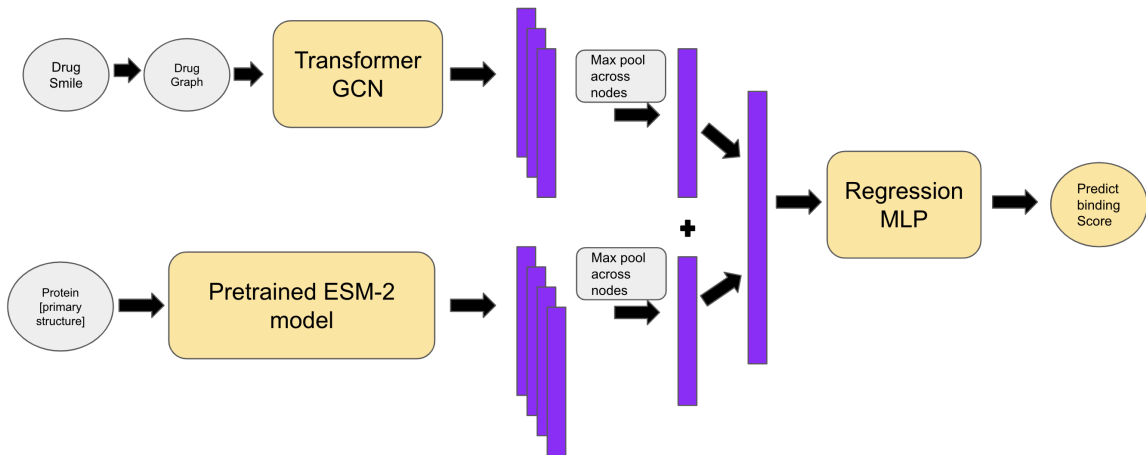 Drug
Smile
Drug
Graph
Transformer
GCN
Max pool
across
nodes
Regression
MLP
Predict
binding
Score
+
Protein
[primary
structure]
Pretrained ESM-2
model
Max pool
across
nodes